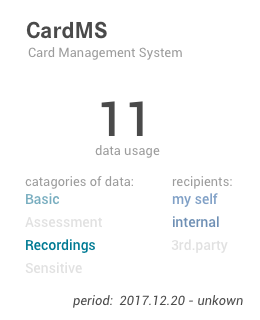 CardMS
Card Management System
11
data usage
catagories of data: recipients:
Basic my self
Assessment internal
Recordings 3rd.party
Sensitive
period: 2017.12.20 - unkown